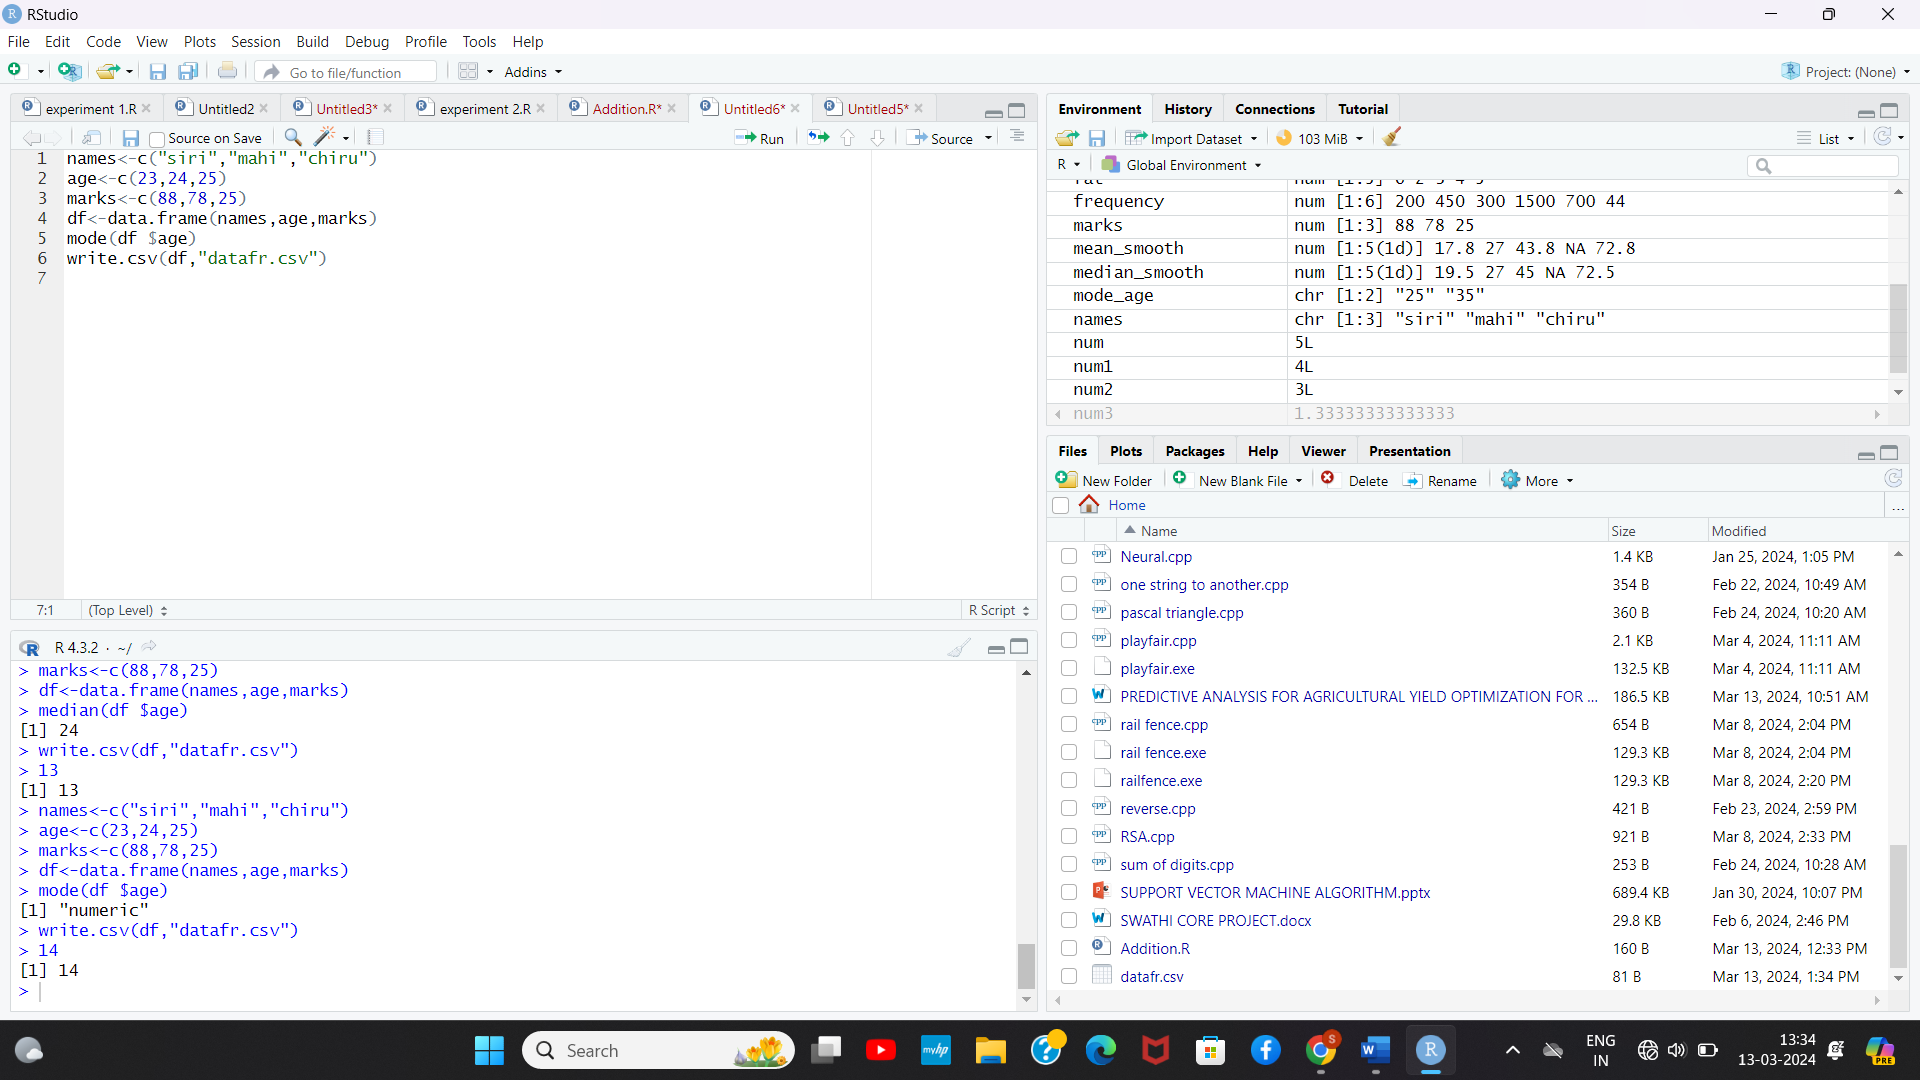 RStudio
File Edit Code View Plots Session Build Debug Profile Tools Help
Go to file/function Addins Project: (None)
experiment 1.R Untitled2 Untitled3* experiment 2.R Addition.R* Untitled6* Untitled5*
Source on Save Run Source
1 names<-c("siri","mahi","chiru")
2 age<-c(23,24,25)
3 marks<-c(88,78,25)
4 df<-data.frame(names,age,marks)
5 mode(df $age)
6 write.csv(df,"datafr.csv")
7
7:1 (Top Level) R Script
R 4.3.2 · ~/
> marks<-c(88,78,25)
> df<-data.frame(names,age,marks)
> median(df $age)
[1] 24
> write.csv(df,"datafr.csv")
> 13
[1] 13
> names<-c("siri","mahi","chiru")
> age<-c(23,24,25)
> marks<-c(88,78,25)
> df<-data.frame(names,age,marks)
> mode(df $age)
[1] "numeric"
> write.csv(df,"datafr.csv")
> 14
[1] 14
>
Environment History Connections Tutorial
Import Dataset 103 MiB List
R Global Environment
frequency num [1:6] 200 450 300 1500 700 44
marks num [1:3] 88 78 25
mean_smooth num [1:5(1d)] 17.8 27 43.8 NA 72.8
median_smooth num [1:5(1d)] 19.5 27 45 NA 72.5
mode_age chr [1:2] "25" "35"
names chr [1:3] "siri" "mahi" "chiru"
num 5L
num1 4L
num2 3L
num3 1.33333333333333
Files Plots Packages Help Viewer Presentation
New Folder New Blank File Delete Rename More
Home ...
Name Size Modified
Neural.cpp 1.4 KB Jan 25, 2024, 1:05 PM
one string to another.cpp 354 B Feb 22, 2024, 10:49 AM
pascal triangle.cpp 360 B Feb 24, 2024, 10:20 AM
playfair.cpp 2.1 KB Mar 4, 2024, 11:11 AM
playfair.exe 132.5 KB Mar 4, 2024, 11:11 AM
PREDICTIVE ANALYSIS FOR AGRICULTURAL YIELD OPTIMIZATION FOR ... 186.5 KB Mar 13, 2024, 10:51 AM
rail fence.cpp 654 B Mar 8, 2024, 2:04 PM
rail fence.exe 129.3 KB Mar 8, 2024, 2:04 PM
railfence.exe 129.3 KB Mar 8, 2024, 2:20 PM
reverse.cpp 421 B Feb 23, 2024, 2:59 PM
RSA.cpp 921 B Mar 8, 2024, 2:33 PM
sum of digits.cpp 253 B Feb 24, 2024, 10:28 AM
SUPPORT VECTOR MACHINE ALGORITHM.pptx 689.4 KB Jan 30, 2024, 10:07 PM
SWATHI CORE PROJECT.docx 29.8 KB Feb 6, 2024, 2:46 PM
Addition.R 160 B Mar 13, 2024, 12:33 PM
datafr.csv 81 B Mar 13, 2024, 1:34 PM
Search myhp S W R ENG 13:34
IN 13-03-2024 PRE